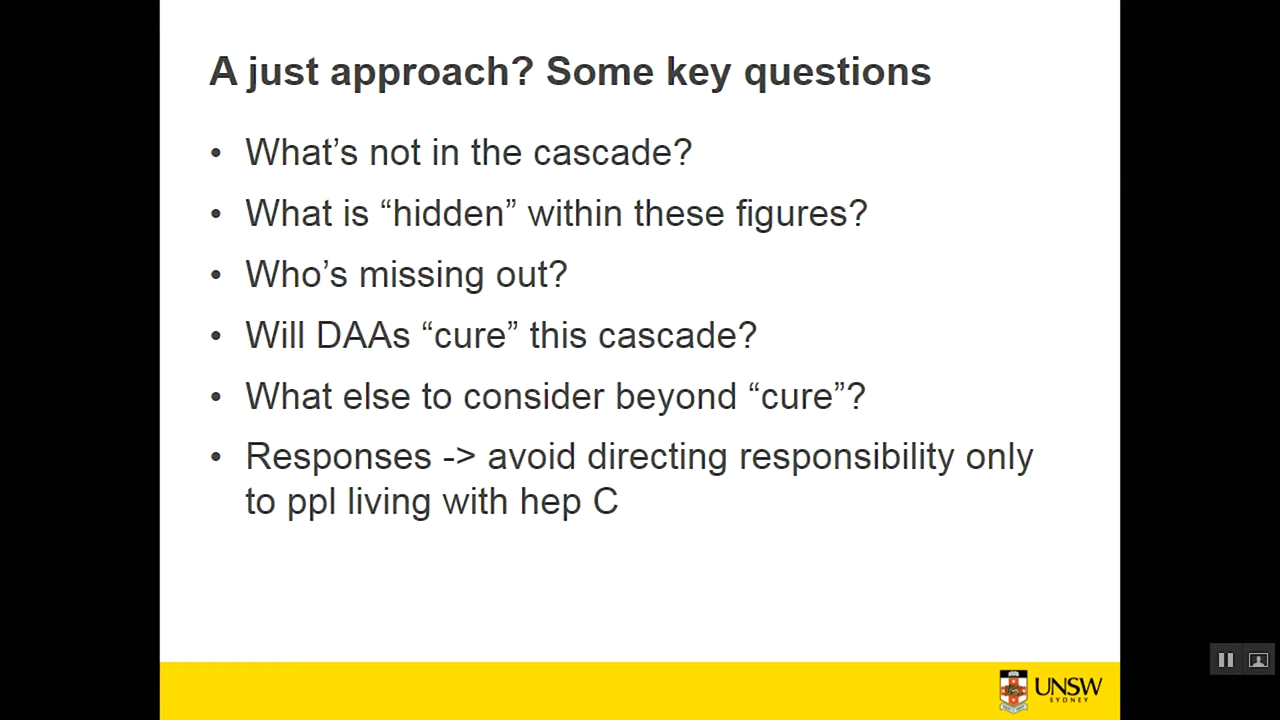 A just approach? Some key questions
• What’s not in the cascade?
• What is “hidden” within these figures?
• Who’s missing out?
• Will DAAs “cure” this cascade?
• What else to consider beyond “cure”?
• Responses -> avoid directing responsibility only
to ppl living with hep C
UNSW
SYDNEY